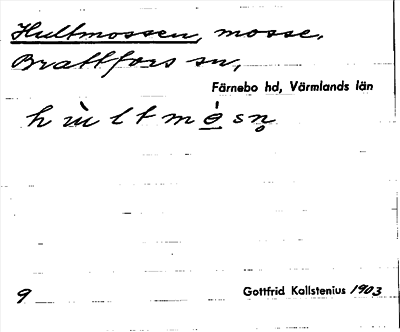 Hultmossen, mosse.
Brattfors sn,
Färnebo hd, Värmlands län
h ù l t m ó̠ s n̥
9
Gottfrid Kallstenius 1903